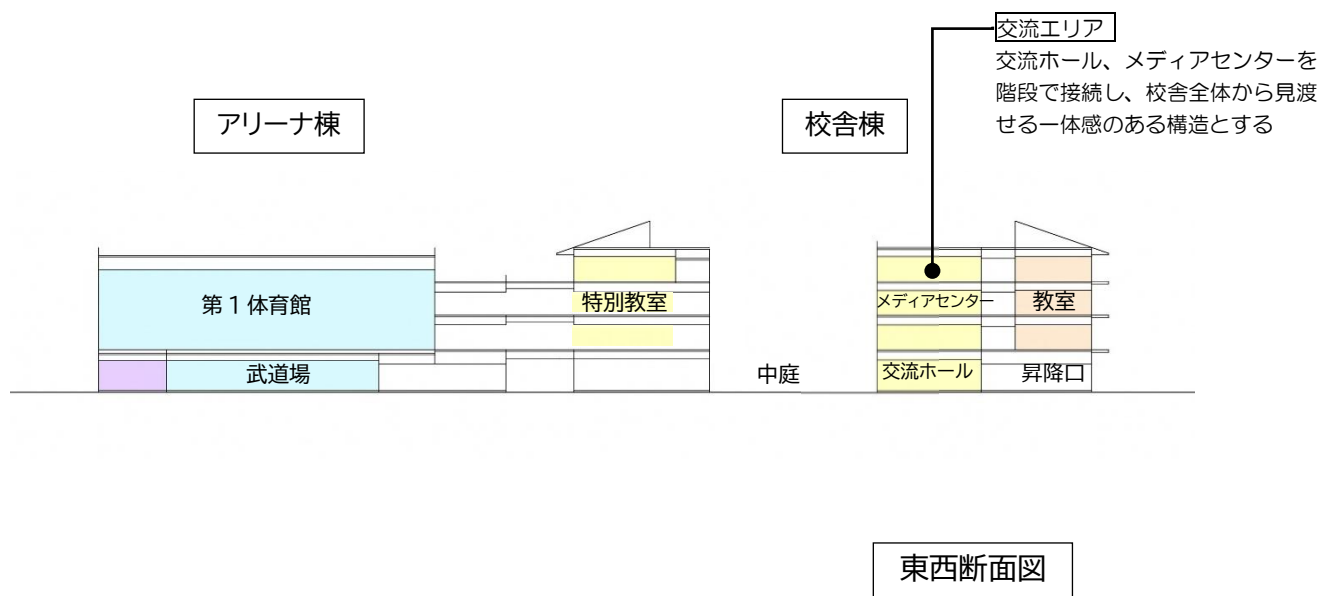 交流エリア
交流ホール、メディアセンターを
階段で接続し、校舎全体から見渡
せる一体感のある構造とする
アリーナ棟
校舎棟
第1体育館
特別教室
メディアセンター
教室
武道場
中庭
交流ホール
昇降口
東西断面図